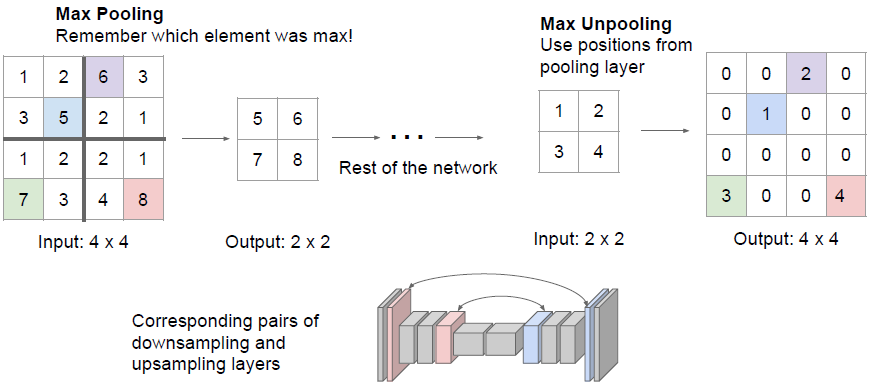 Max Pooling
Remember which element was max!
1 2 6 3
3 5 2 1
1 2 2 1
7 3 4 8
Input: 4 x 4
5 6
7 8
Output: 2 x 2
...
Rest of the network
Max Unpooling
Use positions from
pooling layer
1 2
3 4
Input: 2 x 2
0 0 2 0
0 1 0 0
0 0 0 0
3 0 0 4
Output: 4 x 4
Corresponding pairs of
downsampling and
upsampling layers